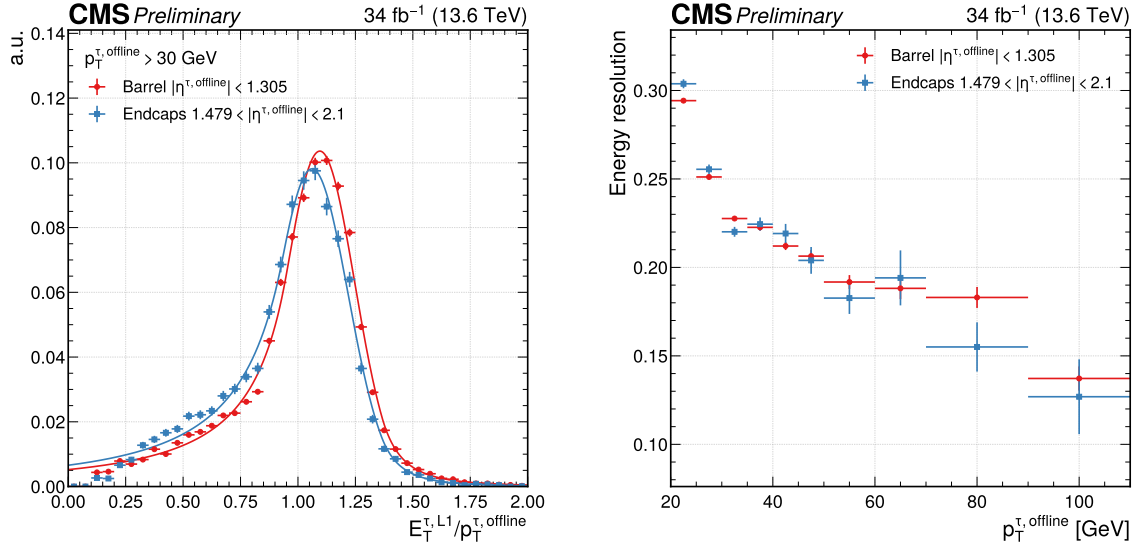 CMS Preliminary 34 fb⁻¹ (13.6 TeV)
a.u.
p_T^{τ, offline} > 30 GeV
Barrel |η^{τ, offline}| < 1.305
Endcaps 1.479 < |η^{τ, offline}| < 2.1
0.14
0.12
0.10
0.08
0.06
0.04
0.02
0.00
0.00 0.25 0.50 0.75 1.00 1.25 1.50 1.75 2.00
E_T^{τ, L1}/p_T^{τ, offline}
CMS Preliminary 34 fb⁻¹ (13.6 TeV)
Energy resolution
Barrel |η^{τ, offline}| < 1.305
Endcaps 1.479 < |η^{τ, offline}| < 2.1
0.30
0.25
0.20
0.15
0.10
20 40 60 80 100
p_T^{τ, offline} [GeV]